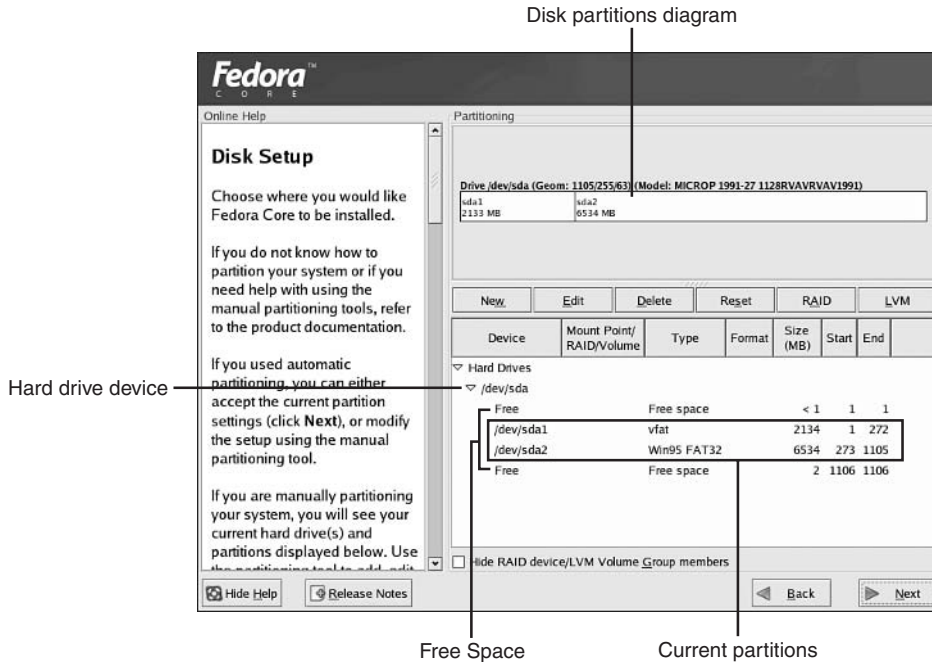 Disk partitions diagram
Fedora™
CORE
Online Help
Disk Setup
Choose where you would like
Fedora Core to be installed.
If you do not know how to
partition your system or if you
need help with using the
manual partitioning tools, refer
to the product documentation.
If you used automatic
partitioning, you can either
accept the current partition
settings (click Next), or modify
the setup using the manual
partitioning tool.
If you are manually partitioning
your system, you will see your
current hard drive(s) and
partitions displayed below. Use
the partitioning tool to add, edit
Hide Help
Release Notes
Partitioning
Drive /dev/sda (Geom: 1105/255/63) (Model: MICROP 1991-27 1128RVAVRVAV1991)
sda1 sda2
2133 MB 6534 MB
New Edit Delete Reset RAID LVM
Device Mount Point/ RAID/Volume Type Format Size (MB) Start End
Hard Drives
/dev/sda
Free Free space < 1 1 1
/dev/sda1 vfat 2134 1 272
/dev/sda2 Win95 FAT32 6534 273 1105
Free Free space 2 1106 1106
Hide RAID device/LVM Volume Group members
Back Next
Hard drive device
Free Space
Current partitions